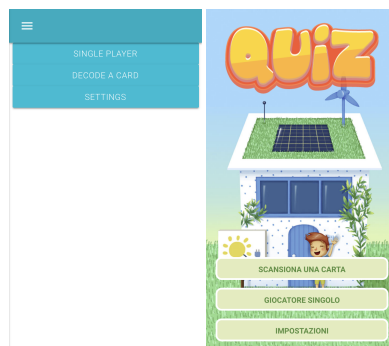 SINGLE PLAYER
DECODE A CARD
SETTINGS
QUIZ
SCANSIONA UNA CARTA
GIOCATORE SINGOLO
IMPOSTAZIONI